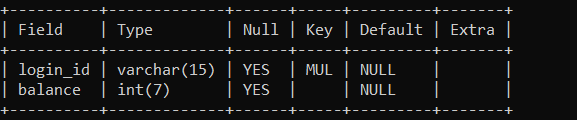 +----------+-------------+------+-----+---------+-------+
| Field    | Type        | Null | Key | Default | Extra |
+----------+-------------+------+-----+---------+-------+
| login_id | varchar(15) | YES  | MUL | NULL    |       |
| balance  | int(7)      | YES  |     | NULL    |       |
+----------+-------------+------+-----+---------+-------+